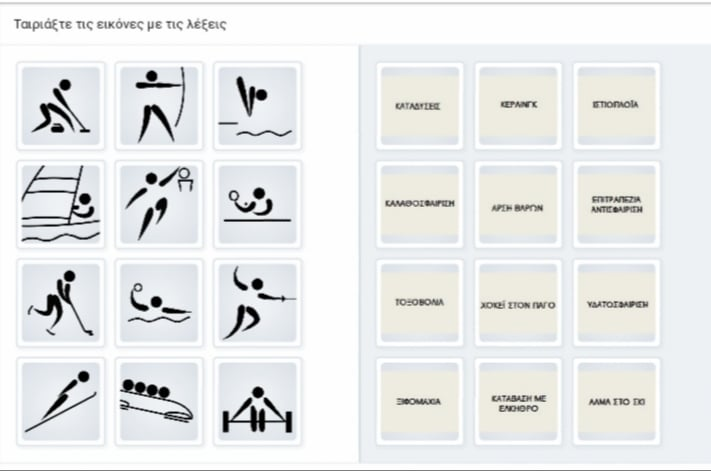 Ταιριάξτε τις εικόνες με τις λέξεις
ΚΑΤΑΔΥΣΕΙΣ
ΚΕΡΛΙΝΓΚ
ΙΣΤΙΟΠΛΟΪΑ
ΚΑΛΑΘΟΣΦΑΙΡΙΣΗ
ΑΡΣΗ ΒΑΡΩΝ
ΕΠΙΤΡΑΠΕΖΙΑ
ΑΝΤΙΣΦΑΙΡΙΣΗ
ΤΟΞΟΒΟΛΙΑ
ΧΟΚΕΪ ΣΤΟΝ ΠΑΓΟ
ΥΔΑΤΟΣΦΑΙΡΙΣΗ
ΞΙΦΟΜΑΧΙΑ
ΚΑΤΑΒΑΣΗ ΜΕ
ΕΛΚΗΘΡΟ
ΑΛΜΑ ΣΤΟ ΣΚΙ